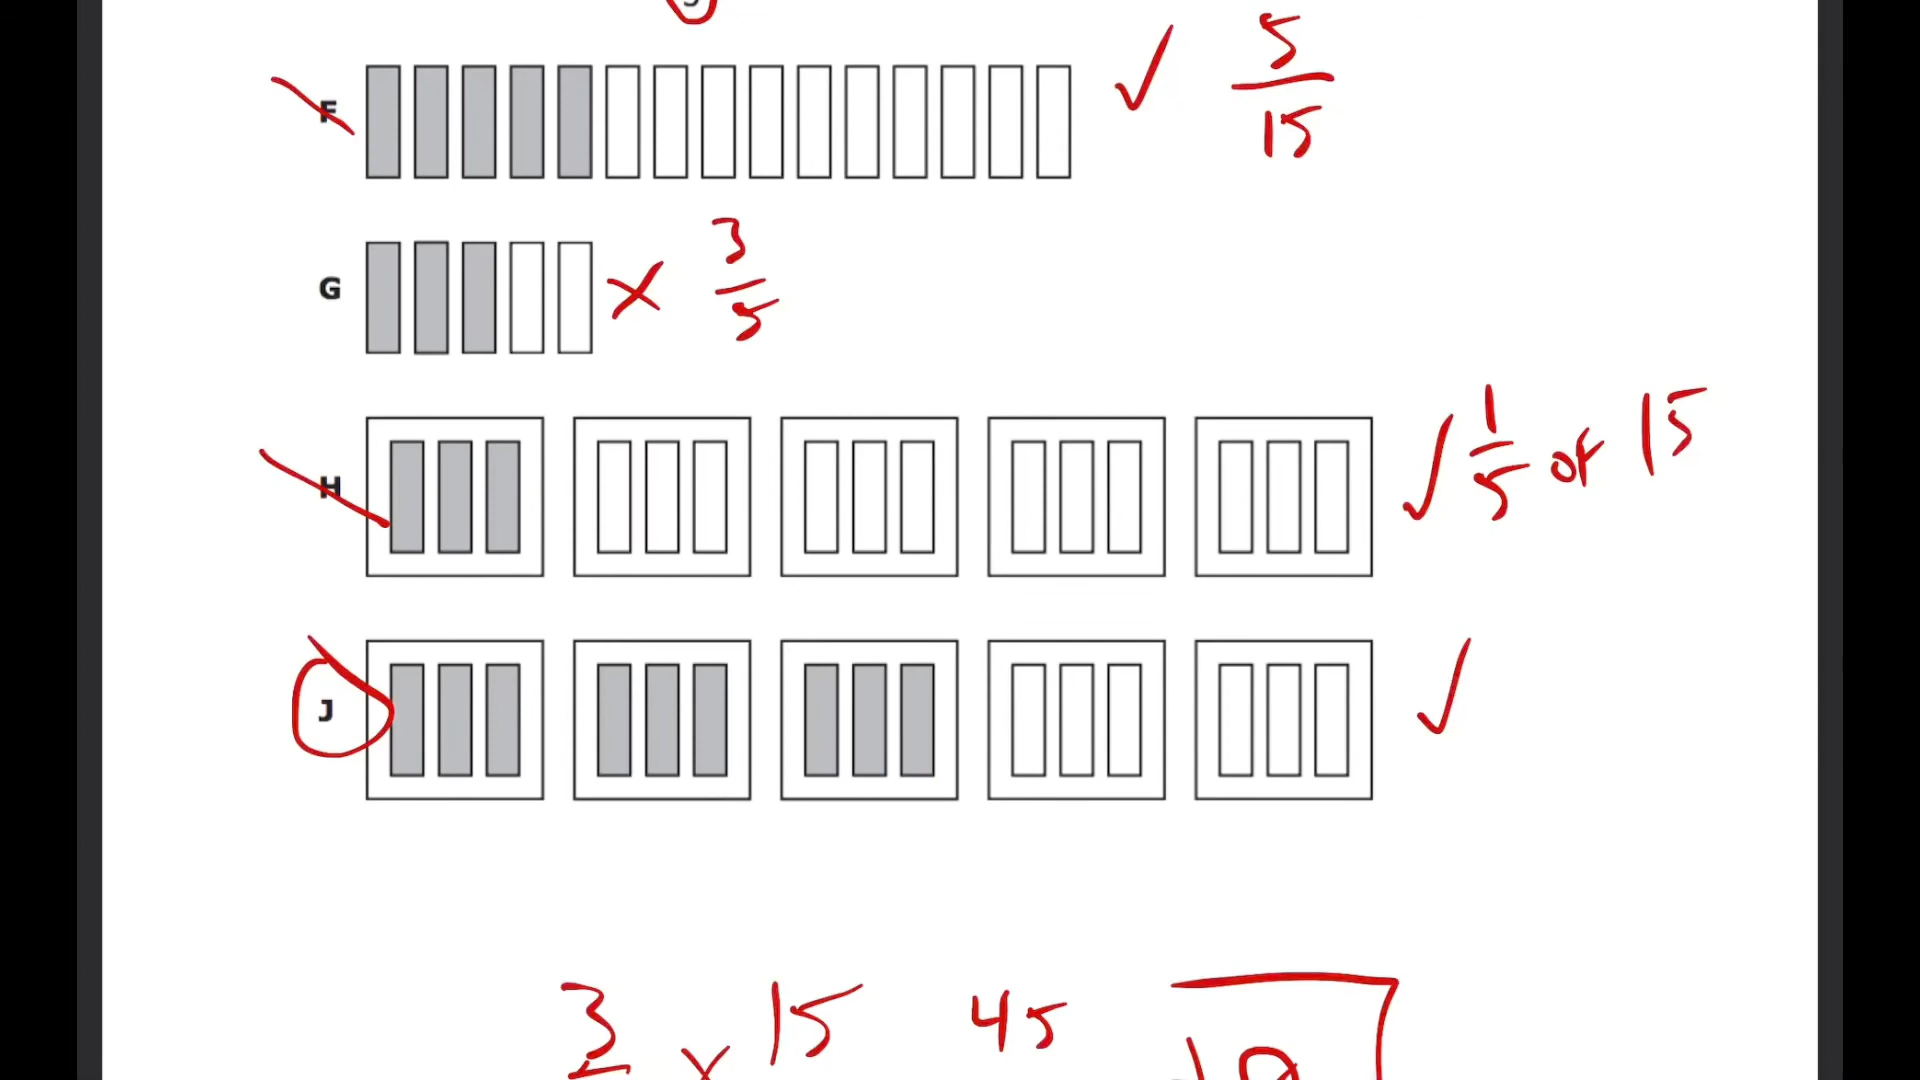 F ✓ 5/15
G × 3/5
H ✓ 1/5 of 15
J ✓
3 × 15 45